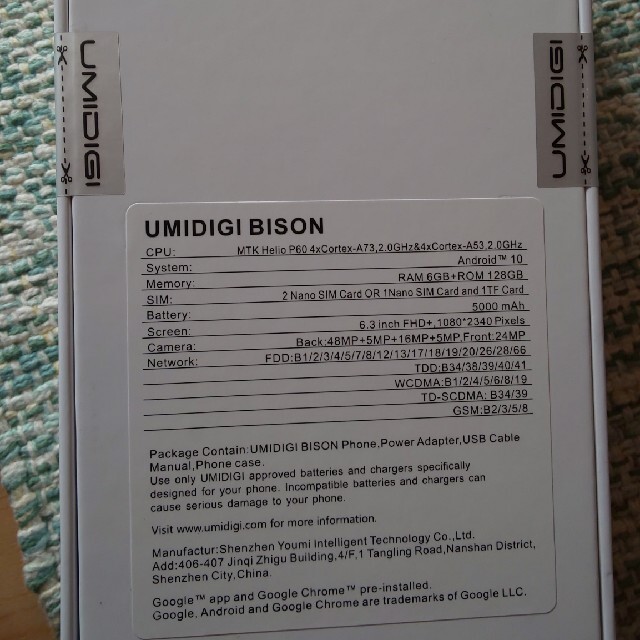 UMIDIGI
UMIDIGI
UMIDIGI BISON
CPU: MTK Helio P60,4xCortex-A73,2.0GHz&4xCortex-A53,2.0GHz
System: Android™ 10
Memory: RAM 6GB+ROM 128GB
SIM: 2 Nano SIM Card OR 1Nano SIM Card and 1TF Card
Battery: 5000 mAh
Screen: 6.3 inch FHD+,1080*2340 Pixels
Camera: Back:48MP+5MP+16MP+5MP,Front:24MP
Network: FDD:B1/2/3/4/5/7/8/12/13/17/18/19/20/26/28/66
TDD:B34/38/39/40/41
WCDMA:B1/2/4/5/6/8/19
TD-SCDMA: B34/39
GSM:B2/3/5/8
Package Contain:UMIDIGI BISON Phone,Power Adapter,USB Cable
Manual,Phone case.
Use only UMIDIGI approved batteries and chargers specifically
designed for your phone. Incompatible batteries and chargers can
cause serious damage to your phone.
Visit www.umidigi.com for more information.
Manufactur:Shenzhen Youmi Intelligent Technology Co.,Ltd.
Add:406-407 Jinqi Zhigu Building,4/F,1 Tangling Road,Nanshan District,
Shenzhen City,China.
Google™ app and Google Chrome™ pre-installed.
Google, Android and Google Chrome are trademarks of Google LLC.